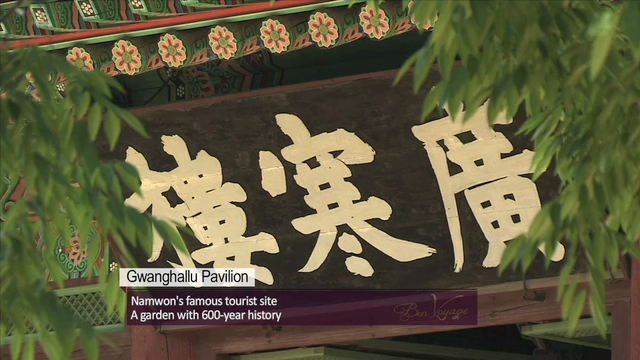 樓寒廣
Gwanghallu Pavilion
Namwon's famous tourist site
A garden with 600-year history
Bon Voyage